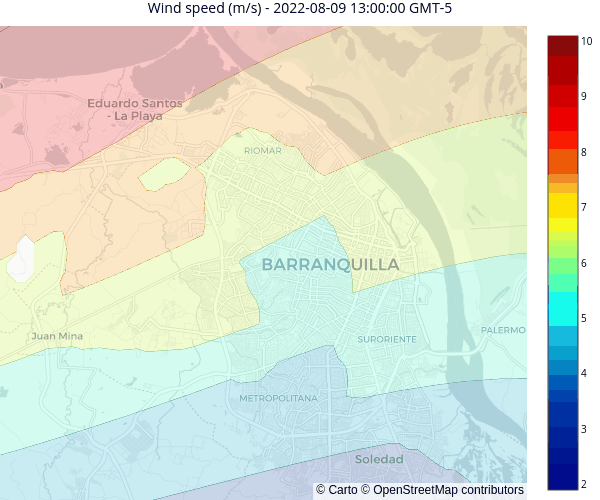 Wind speed (m/s) - 2022-08-09 13:00:00 GMT-5
10
9
8
7
6
5
4
3
2
Eduardo Santos
- La Playa
RIOMAR
BARRANQUILLA
Juan Mina
SURORIENTE
PALERMO
METROPOLITANA
Soledad
© Carto © OpenStreetMap contributors